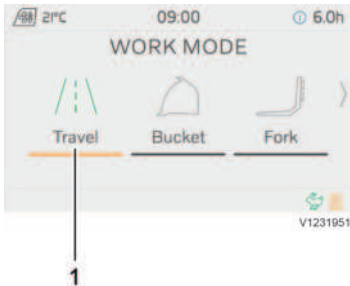 21°C 09:00 6.0h
WORK MODE
Travel Bucket Fork
V1231951
1